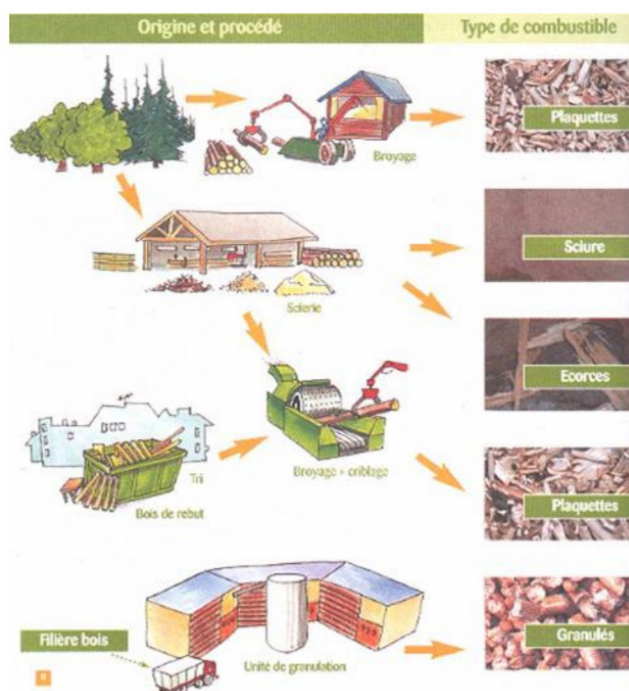 Origine et procédé
Type de combustible
Plaquettes
Broyage
Sciure
Scierie
Ecorces
Broyage + criblage
Tri
Bois de rebut
Plaquettes
Granulés
Filière bois
Unité de granulation